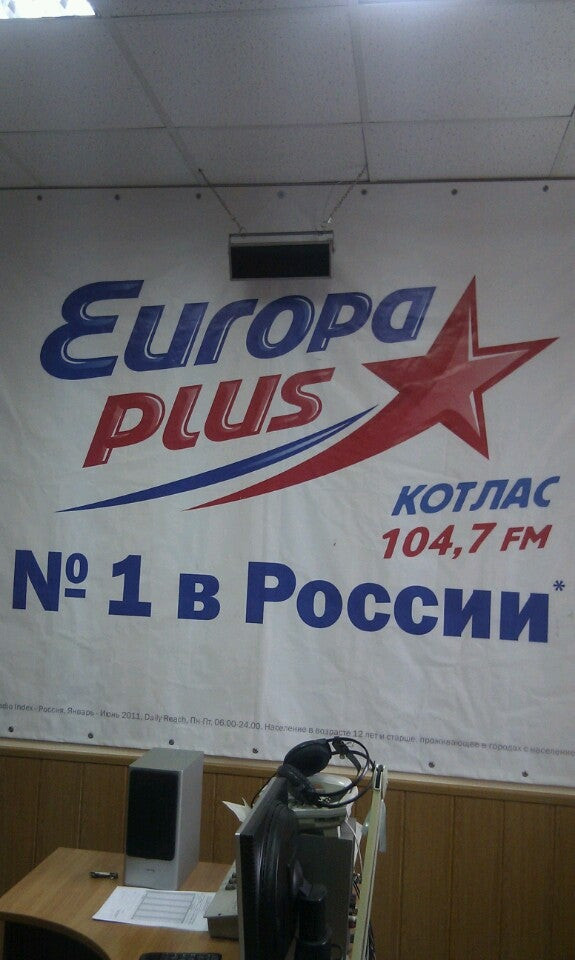 Europa
plus
КОТЛАС
104,7 FM
№ 1 в России*
Index - Россия, Январь - Июнь 2011, Daily Reach, Пн-Пт, 06.00-24.00. Население в возрасте 12 лет и старше, проживающее в городах с населением